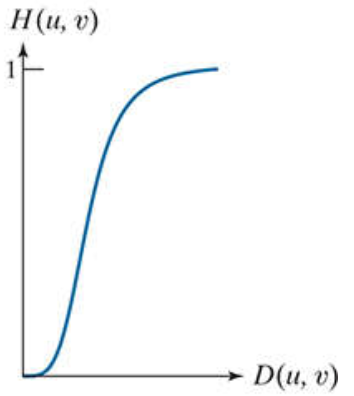 H(u, v)
1
D(u, v)